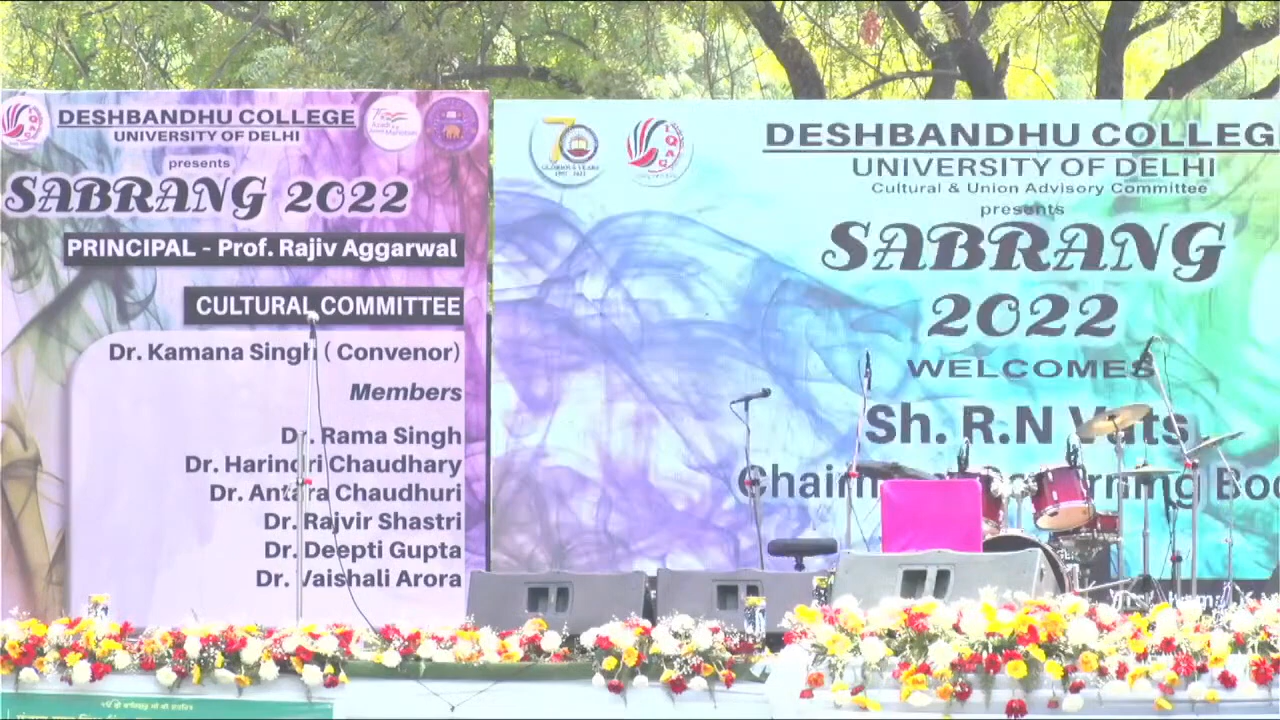 DESHBANDHU COLLEGE
UNIVERSITY OF DELHI
presents
SABRANG 2022
PRINCIPAL - Prof. Rajiv Aggarwal
CULTURAL COMMITTEE
Dr. Kamana Singh ( Convenor)
Members
Dr. Rama Singh
Dr. Harindri Chaudhary
Dr. Antara Chaudhuri
Dr. Rajvir Shastri
Dr. Deepti Gupta
Dr. Vaishali Arora
DESHBANDHU COLLEG
UNIVERSITY OF DELHI
Cultural & Union Advisory Committee
presents
SABRANG
2022
WELCOMES
Sh. R.N Vats
IQAC